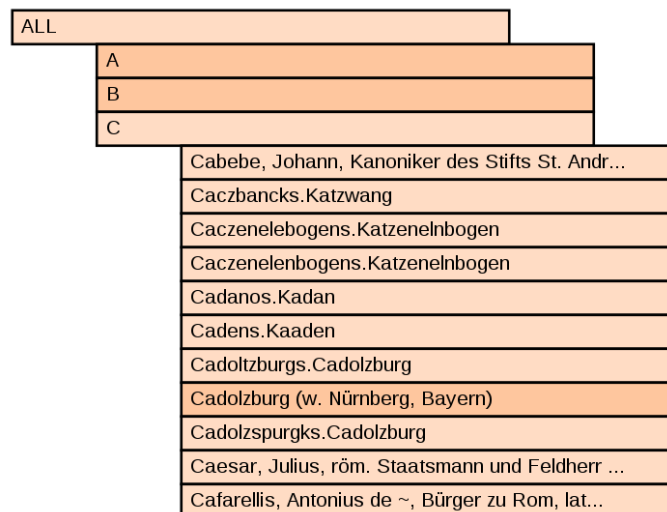 ALL
A
B
C
Cabebe, Johann, Kanoniker des Stifts St. Andr...
Caczbancks.Katzwang
Caczenelebogens.Katzenelnbogen
Caczenelenbogens.Katzenelnbogen
Cadanos.Kadan
Cadens.Kaaden
Cadoltzburgs.Cadolzburg
Cadolzburg (w. Nürnberg, Bayern)
Cadolzspurgks.Cadolzburg
Caesar, Julius, röm. Staatsmann und Feldherr ...
Cafarellis, Antonius de ~, Bürger zu Rom, lat...